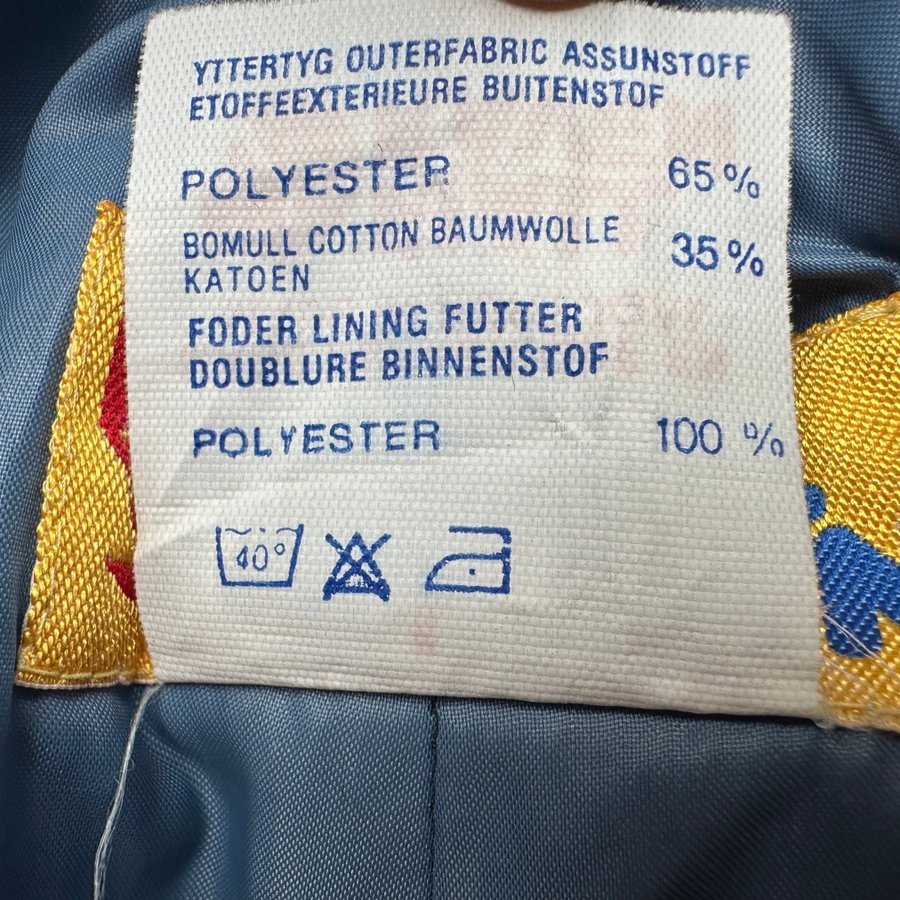 YTTERTYG OUTERFABRIC ASSUNSTOFF
ETOFFEEXTERIEURE BUITENSTOF
POLYESTER 65%
BOMULL COTTON BAUMWOLLE
KATOEN 35%
FODER LINING FUTTER
DOUBLURE BINNENSTOF
POLYESTER 100 %
40°